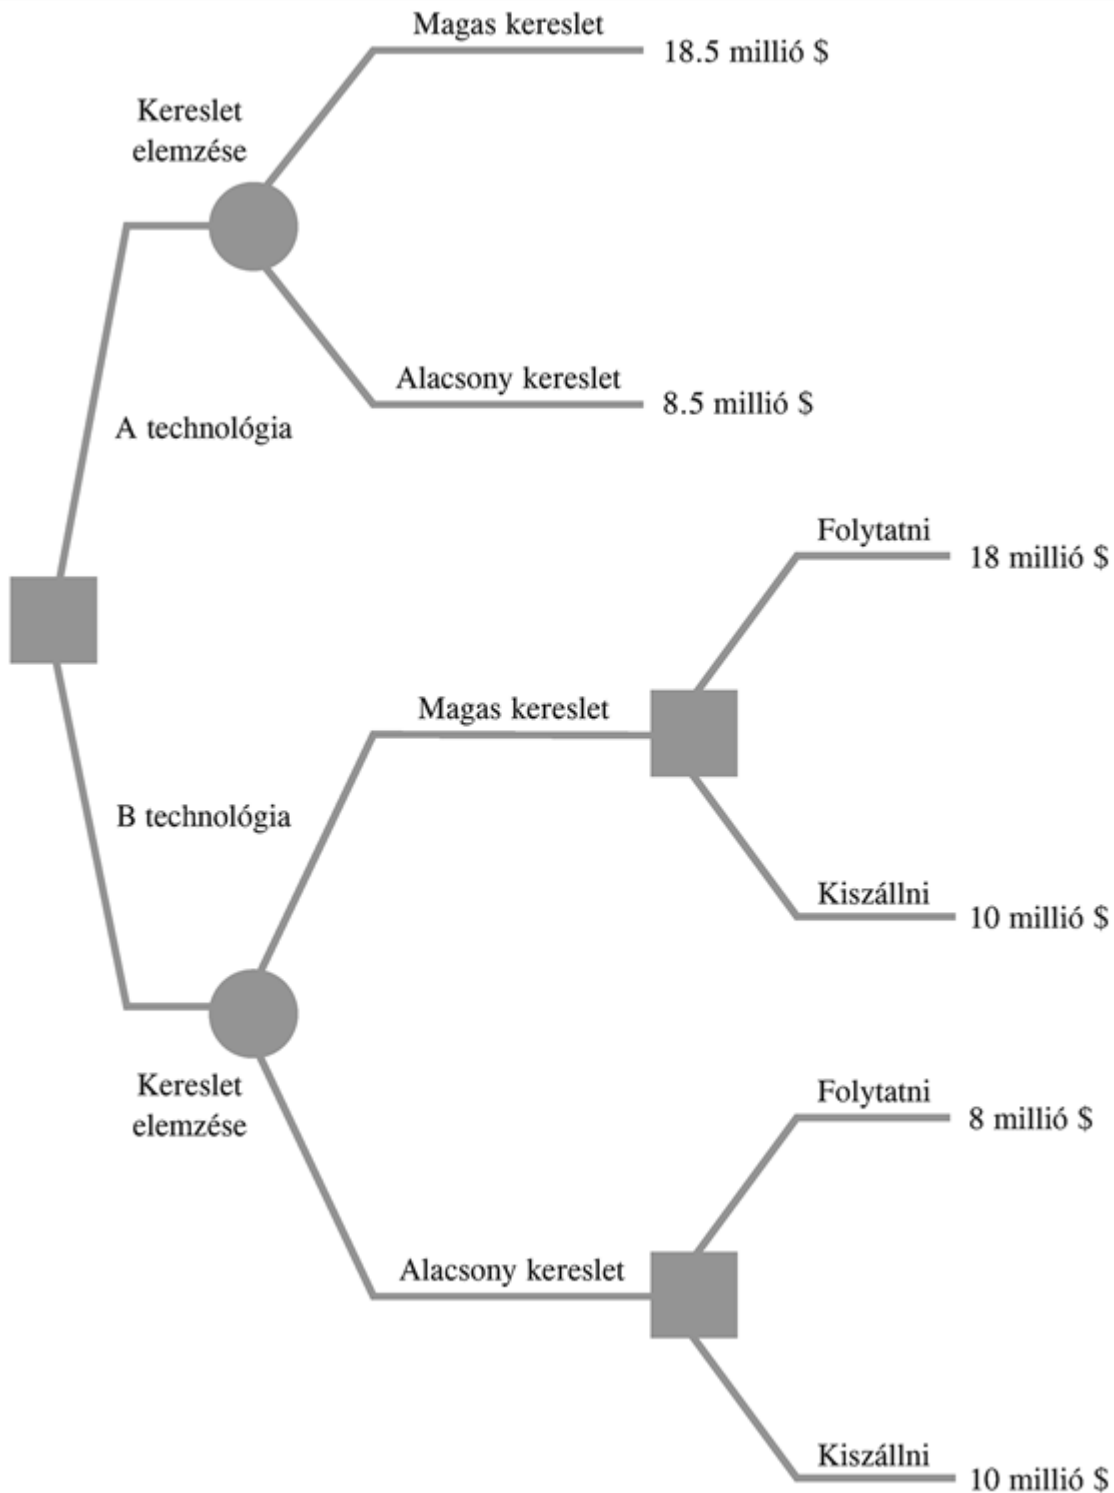 Magas kereslet
18.5 millió $
Kereslet
elemzése
Alacsony kereslet
8.5 millió $
A technológia
Folytatni
18 millió $
Magas kereslet
B technológia
Kiszállni
10 millió $
Kereslet
elemzése
Folytatni
8 millió $
Alacsony kereslet
Kiszállni
10 millió $